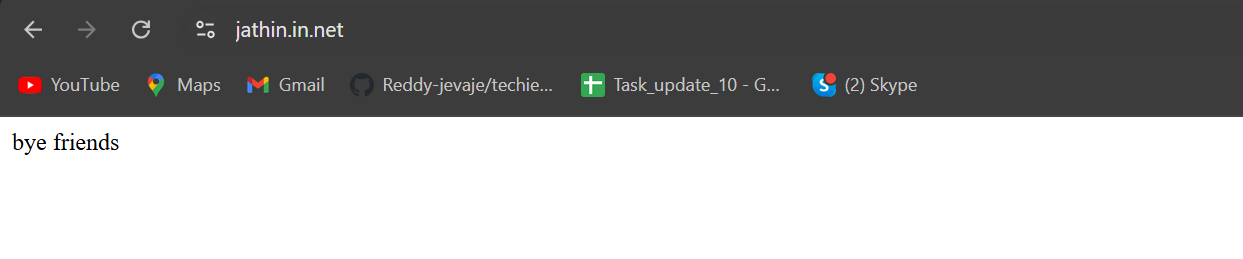 jathin.in.net
YouTube Maps Gmail Reddy-jevaje/techie... Task_update_10 - G... (2) Skype
bye friends